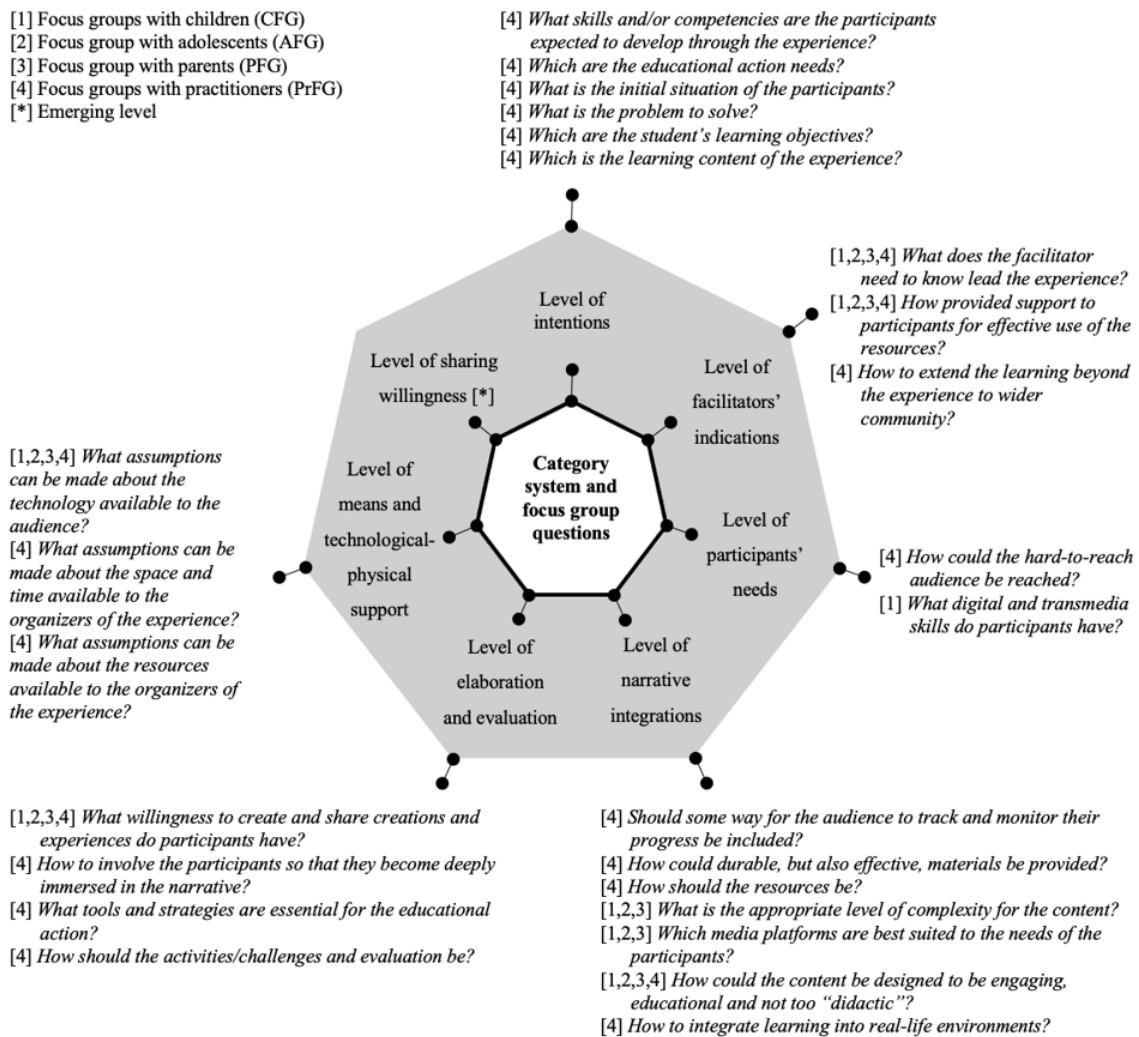 [1] Focus groups with children (CFG)
[2] Focus group with adolescents (AFG)
[3] Focus group with parents (PFG)
[4] Focus groups with practitioners (PrFG)
[*] Emerging level
[4] What skills and/or competencies are the participants
expected to develop through the experience?
[4] Which are the educational action needs?
[4] What is the initial situation of the participants?
[4] What is the problem to solve?
[4] Which are the student's learning objectives?
[4] Which is the learning content of the experience?
[1,2,3,4] What does the facilitator
need to know lead the experience?
[1,2,3,4] How provided support to
participants for effective use of the
resources?
[4] How to extend the learning beyond
the experience to wider
community?
Level of
intentions
Level of sharing
willingness [*]
Level of
facilitators'
indications
Category
system and
focus group
questions
Level of
means and
technological-
physical
support
Level of
participants'
needs
Level of
elaboration
and evaluation
Level of
narrative
integrations
[1,2,3,4] What assumptions
can be made about the
technology available to the
audience?
[4] What assumptions can be
made about the space and
time available to the
organizers of the experience?
[4] What assumptions can be
made about the resources
available to the organizers of
the experience?
[4] How could the hard-to-reach
audience be reached?
[1] What digital and transmedia
skills do participants have?
[1,2,3,4] What willingness to create and share creations and
experiences do participants have?
[4] How to involve the participants so that they become deeply
immersed in the narrative?
[4] What tools and strategies are essential for the educational
action?
[4] How should the activities/challenges and evaluation be?
[4] Should some way for the audience to track and monitor their
progress be included?
[4] How could durable, but also effective, materials be provided?
[4] How should the resources be?
[1,2,3] What is the appropriate level of complexity for the content?
[1,2,3] Which media platforms are best suited to the needs of the
participants?
[1,2,3,4] How could the content be designed to be engaging,
educational and not too "didactic"?
[4] How to integrate learning into real-life environments?